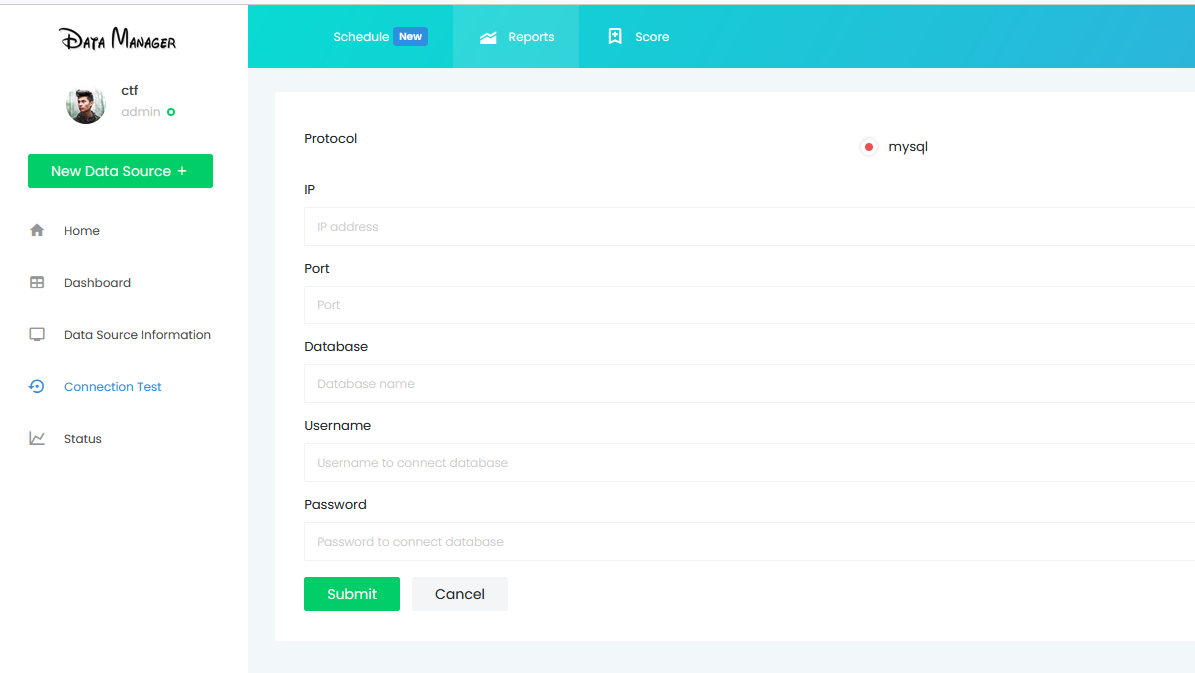 Data Manager
ctf
admin
New Data Source +
Home
Dashboard
Data Source Information
Connection Test
Status
Schedule New
Reports
Score
Protocol
mysql
IP
IP address
Port
Port
Database
Database name
Username
Username to connect database
Password
Password to connect database
Submit
Cancel